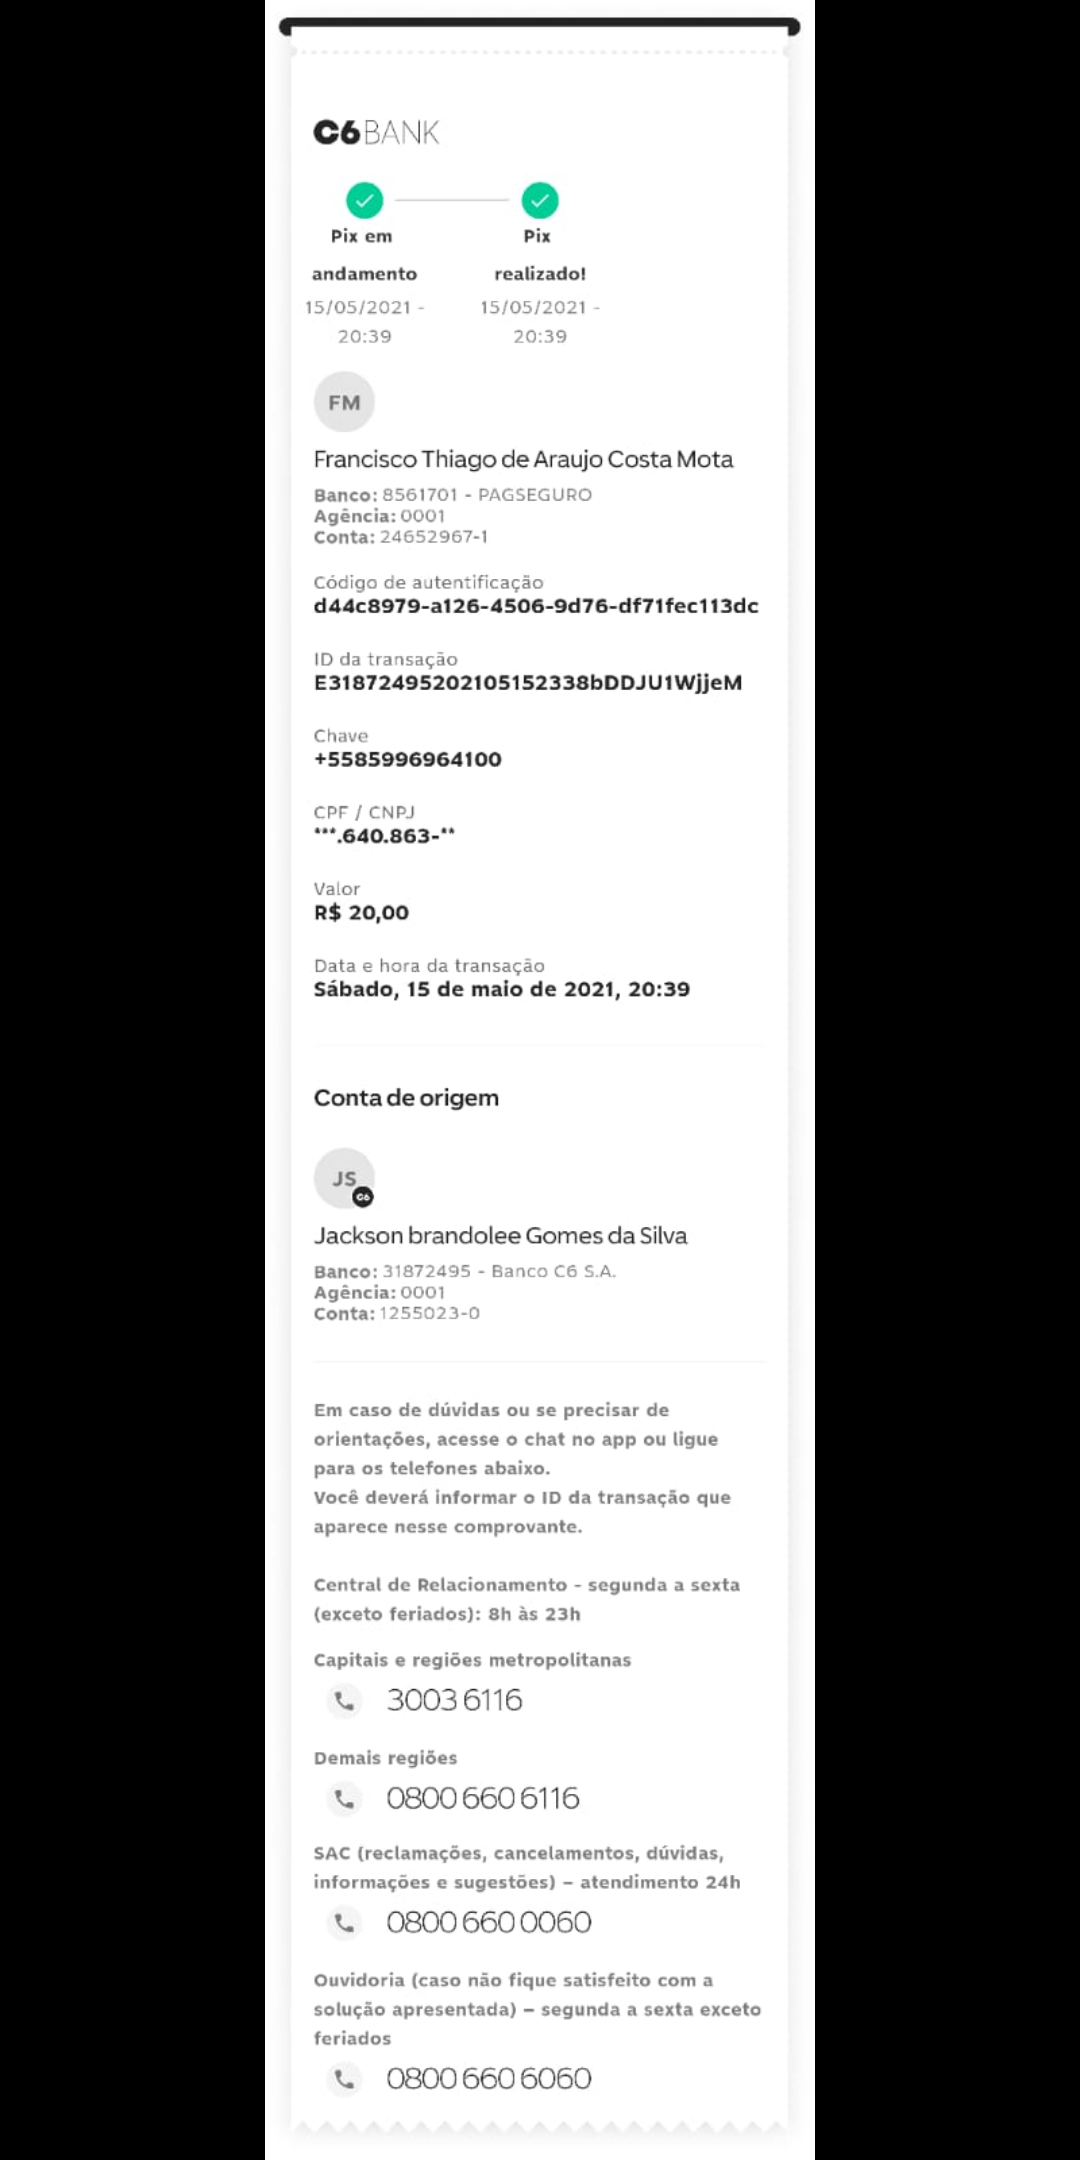 C6BANK
Pix em andamento
15/05/2021 - 20:39
Pix realizado!
15/05/2021 - 20:39
FM
Francisco Thiago de Araujo Costa Mota
Banco: 8561701 - PAGSEGURO
Agência: 0001
Conta: 24652967-1
Código de autentificação
d44c8979-a126-4506-9d76-df71fec113dc
ID da transação
E31872495202105152338bDDJU1WjjeM
Chave
+5585996964100
CPF / CNPJ
***.640.863-**
Valor
R$ 20,00
Data e hora da transação
Sábado, 15 de maio de 2021, 20:39
Conta de origem
JS
C6
Jackson brandolee Gomes da Silva
Banco: 31872495 - Banco C6 S.A.
Agência: 0001
Conta: 1255023-0
Em caso de dúvidas ou se precisar de
orientações, acesse o chat no app ou ligue
para os telefones abaixo.
Você deverá informar o ID da transação que
aparece nesse comprovante.
Central de Relacionamento - segunda a sexta
(exceto feriados): 8h às 23h
Capitais e regiões metropolitanas
3003 6116
Demais regiões
0800 660 6116
SAC (reclamações, cancelamentos, dúvidas,
informações e sugestões) – atendimento 24h
0800 660 0060
Ouvidoria (caso não fique satisfeito com a
solução apresentada) – segunda a sexta exceto
feriados
0800 660 6060